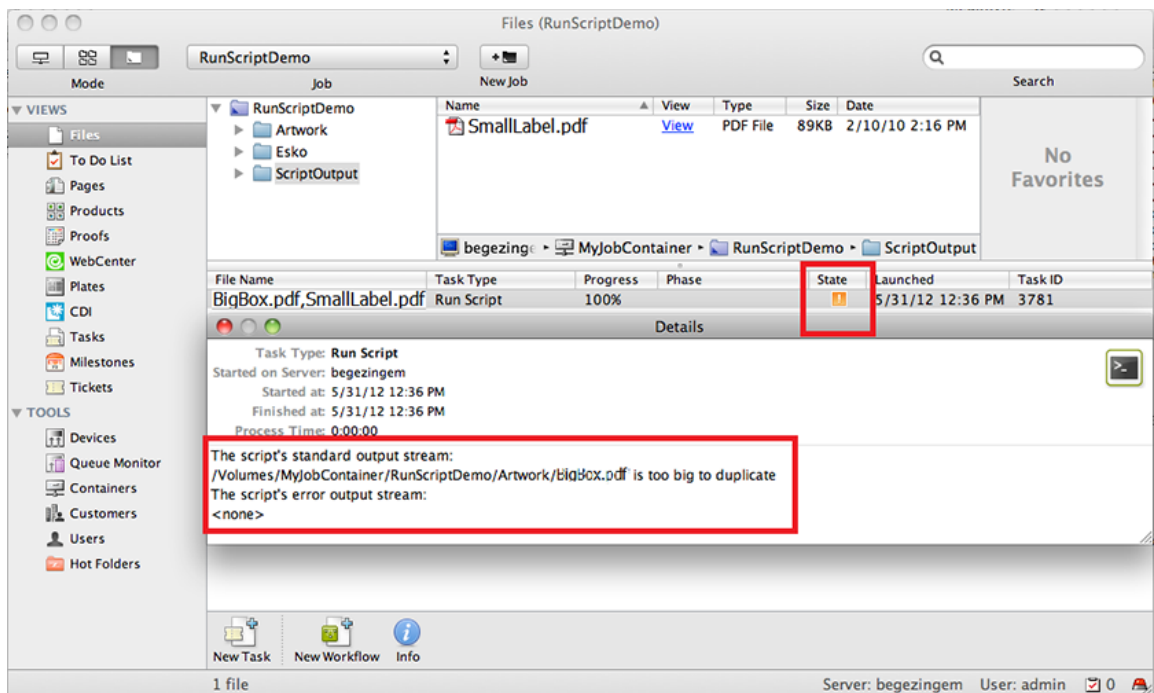 Files (RunScriptDemo)
RunScriptDemo
Mode
Job
New Job
Search
VIEWS
Files
To Do List
Pages
Products
Proofs
WebCenter
Plates
CDI
Tasks
Milestones
Tickets
TOOLS
Devices
Queue Monitor
Containers
Customers
Users
Hot Folders
RunScriptDemo
Artwork
Esko
ScriptOutput
Name View Type Size Date
SmallLabel.pdf View PDF File 89KB 2/10/10 2:16 PM
No
Favorites
MyJobContainer RunScriptDemo ScriptOutput
File Name Task Type Progress Phase State Launched Task ID
BigBox.pdf,SmallLabel.pdf Run Script 100% 5/31/12 12:36 PM 3781
Details
Task Type: Run Script
Started on Server: begezingem
Started at: 5/31/12 12:36 PM
Finished at: 5/31/12 12:36 PM
Process Time: 0:00:00
The script's standard output stream:
/Volumes/MyJobContainer/RunScriptDemo/Artwork/BigBox.pdf is too big to duplicate
The script's error output stream:
<none>
New Task New Workflow Info
1 file
Server: begezingem User: admin 0